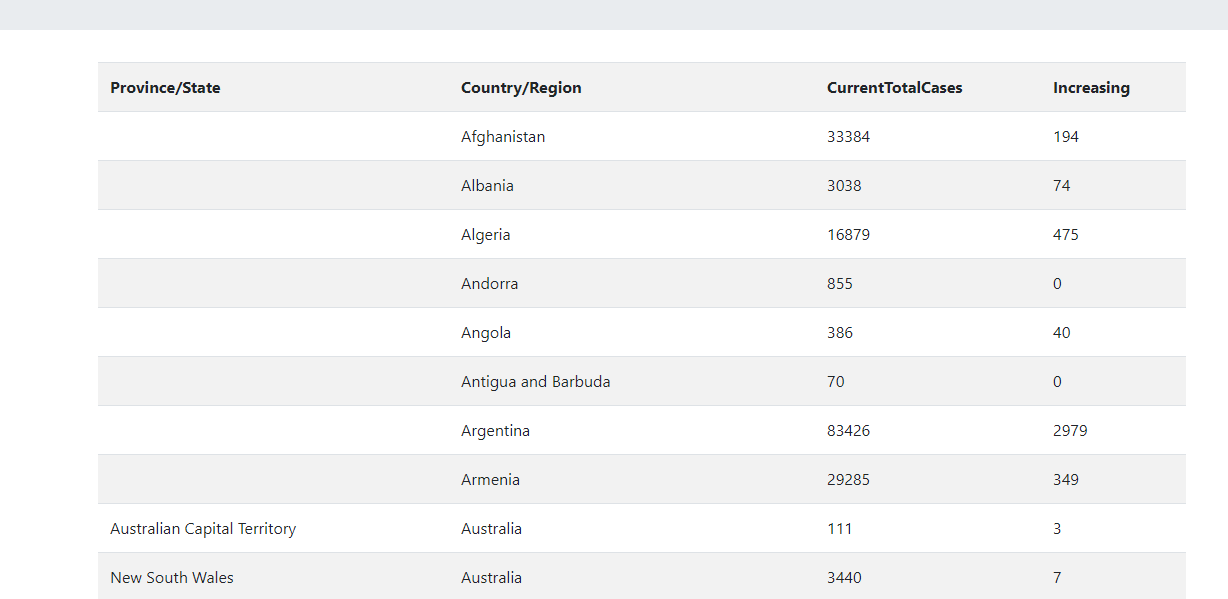 Province/State Country/Region CurrentTotalCases Increasing
Afghanistan 33384 194
Albania 3038 74
Algeria 16879 475
Andorra 855 0
Angola 386 40
Antigua and Barbuda 70 0
Argentina 83426 2979
Armenia 29285 349
Australian Capital Territory Australia 111 3
New South Wales Australia 3440 7